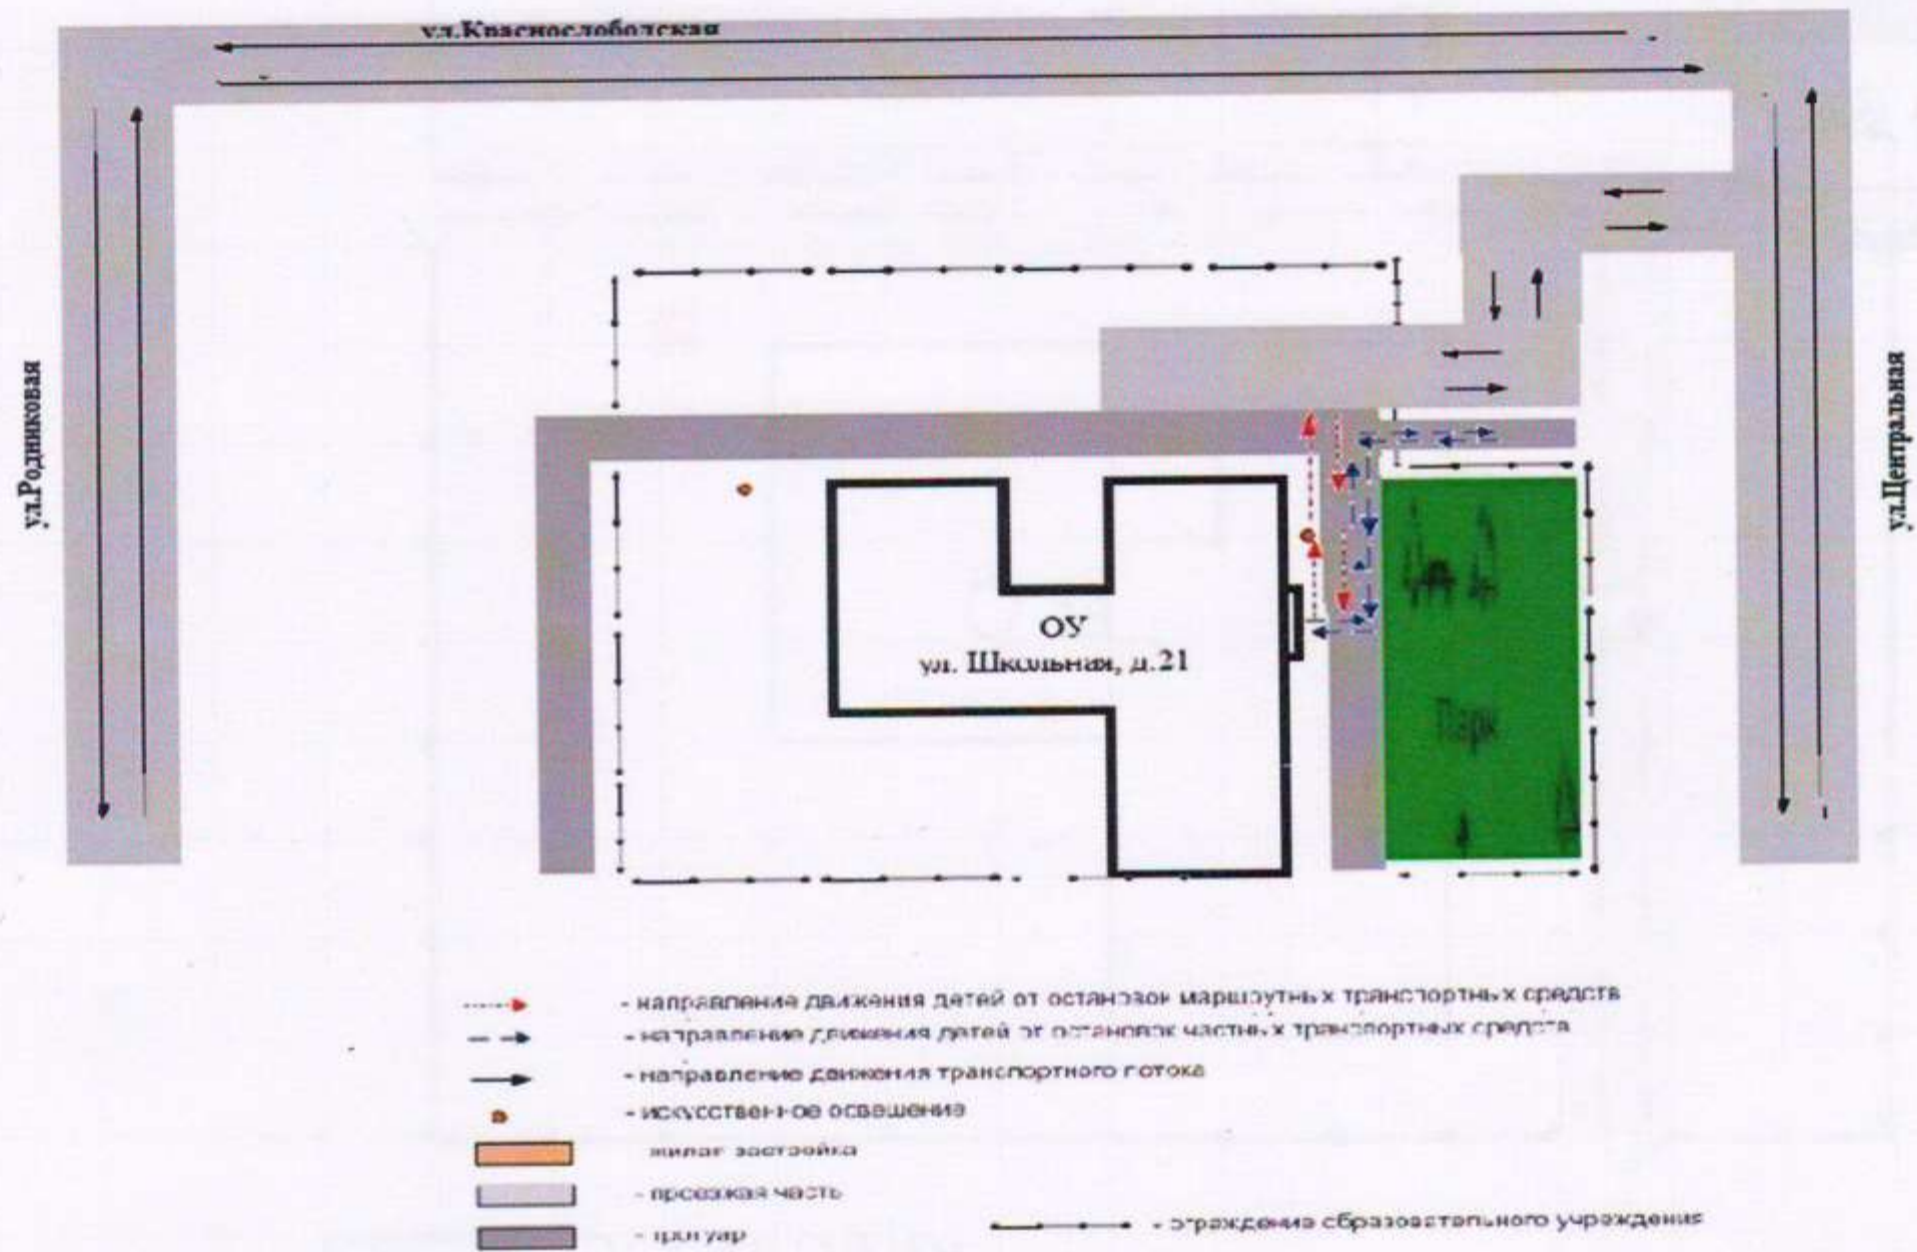 ул.Краснослободская
ул.Родниковая
ул.Центральная
ОУ
ул. Школьная, д.21
Парк
- направление движения детей от остановок маршрутных транспортных средств
- направление движения детей от остановок частных транспортных средств
- направление движения транспортного потока
- искусственное освещение
жилая застройка
- проезжая часть
- тротуар
- ограждение образовательного учреждения